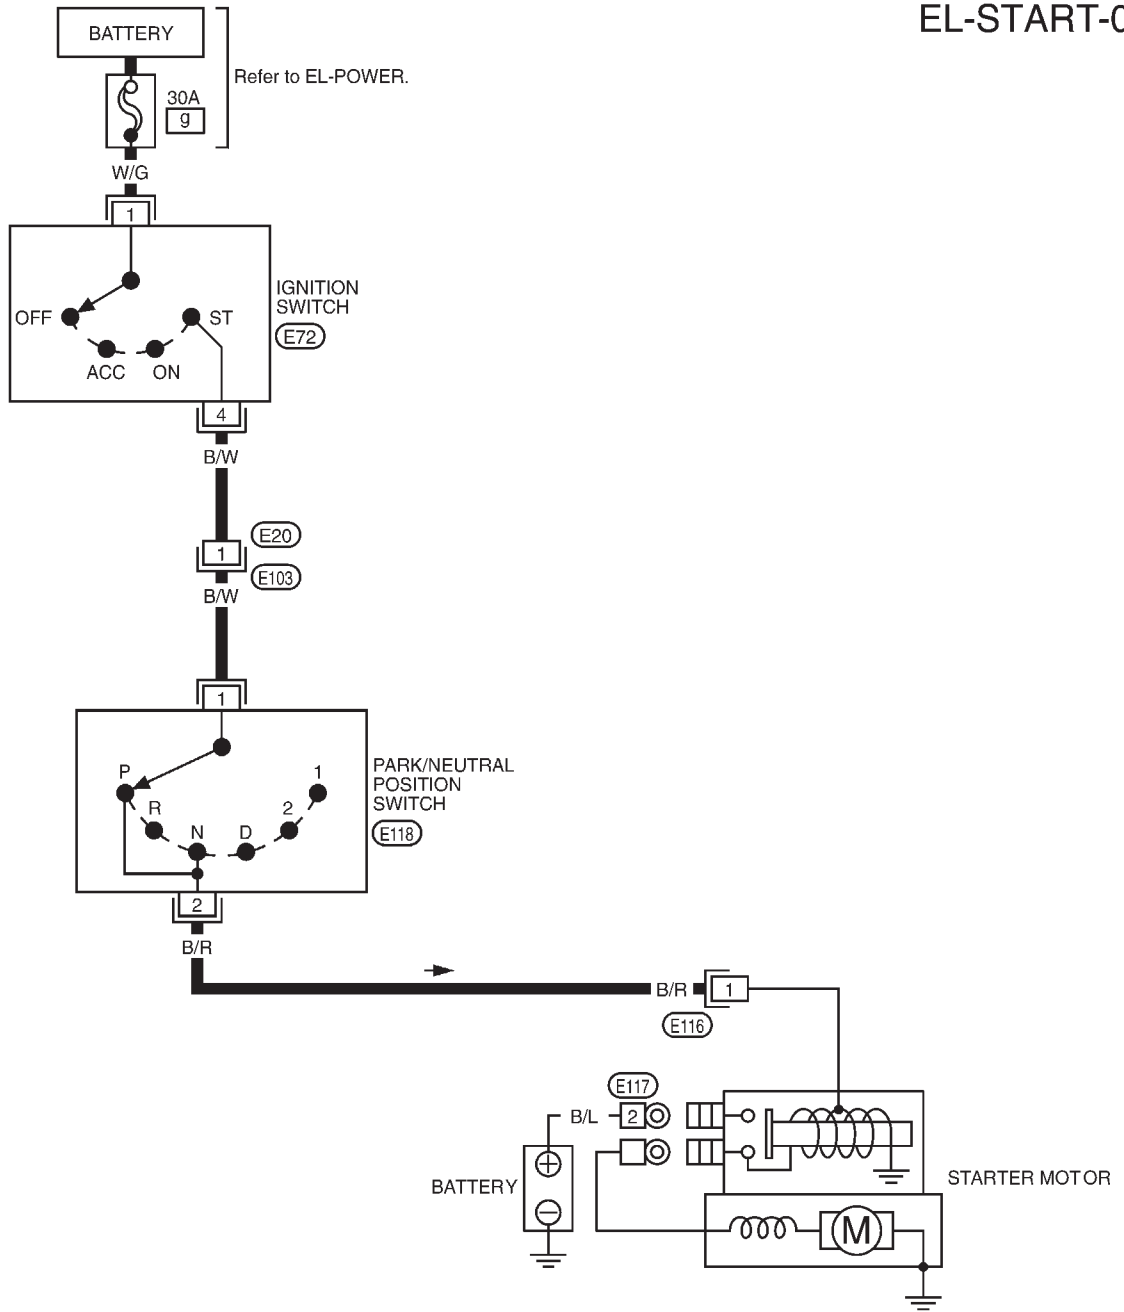 EL-START-0
BATTERY
Refer to EL-POWER.
30A
g
W/G
1
IGNITION
SWITCH
E72
OFF
ST
ACC
ON
4
B/W
E20
1
E103
B/W
1
PARK/NEUTRAL
POSITION
SWITCH
E118
P
1
R
2
N
D
2
B/R
B/R
1
E116
E117
B/L
2
BATTERY
STARTER MOTOR
M